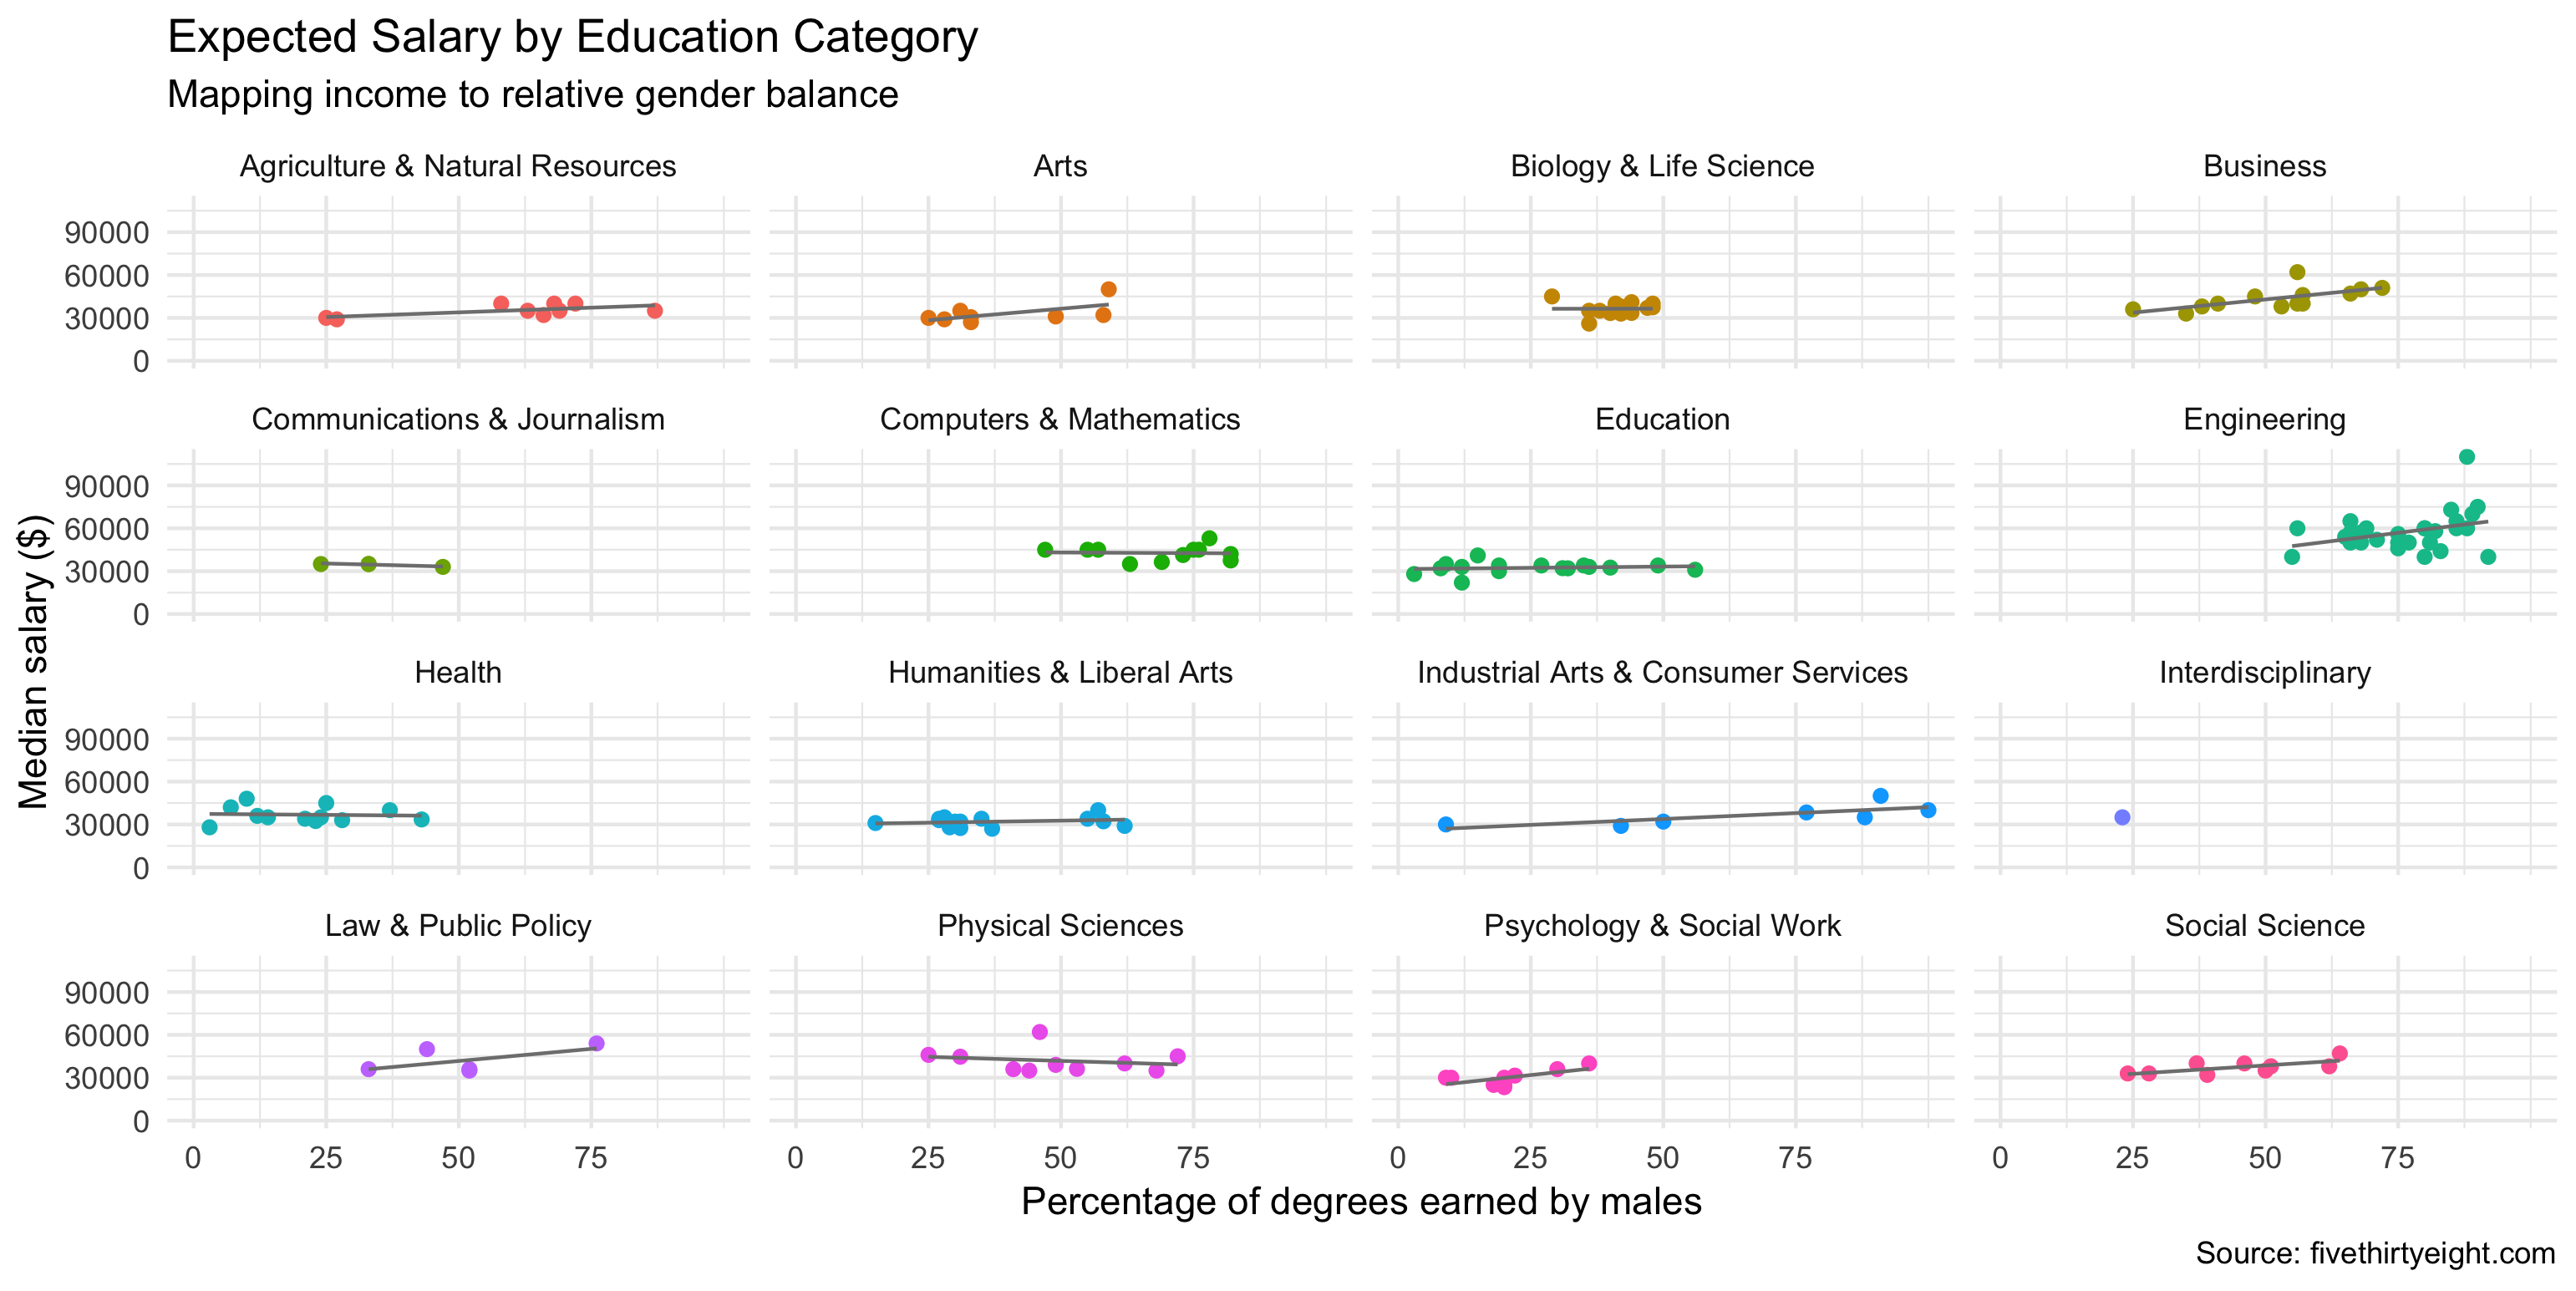 Expected Salary by Education Category
Mapping income to relative gender balance
Agriculture & Natural Resources
Arts
Biology & Life Science
Business
90000
60000
30000
0
Communications & Journalism
Computers & Mathematics
Education
Engineering
90000
60000
30000
0
Median salary ($)
Health
Humanities & Liberal Arts
Industrial Arts & Consumer Services
Interdisciplinary
90000
60000
30000
0
Law & Public Policy
Physical Sciences
Psychology & Social Work
Social Science
90000
60000
30000
0
0 25 50 75
0 25 50 75
0 25 50 75
0 25 50 75
Percentage of degrees earned by males
Source: fivethirtyeight.com